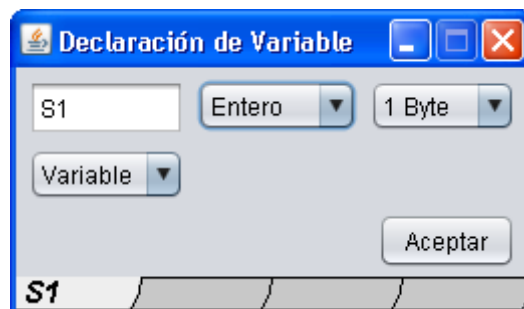 Declaración de Variable
S1 Entero 1 Byte
Variable
Aceptar
S1